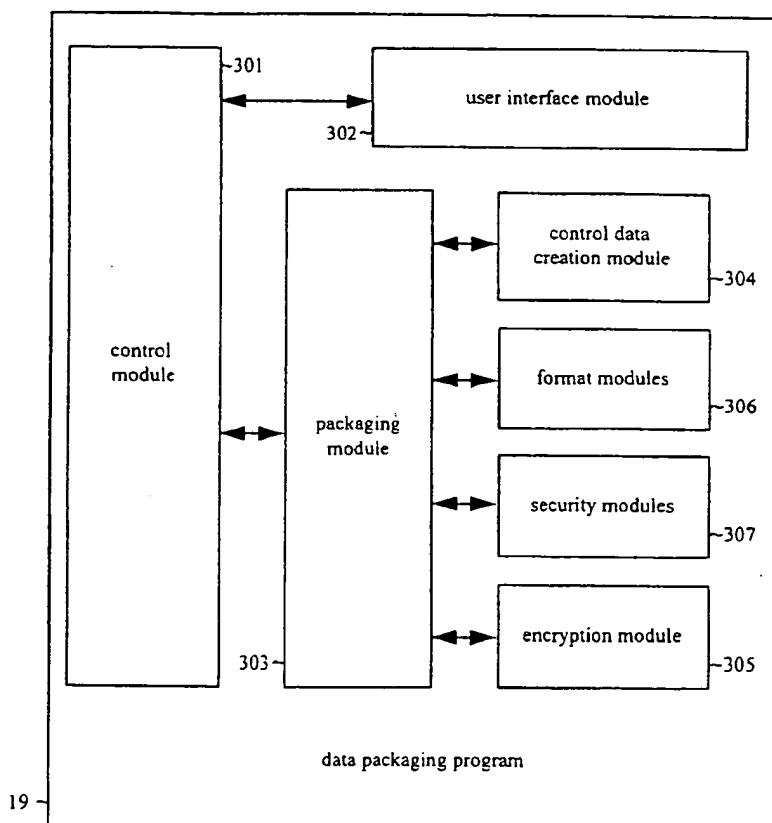 301
user interface module
302
control data
creation module
304
control
module
format modules
306
packaging
module
security modules
307
encryption module
303
305
data packaging program
19